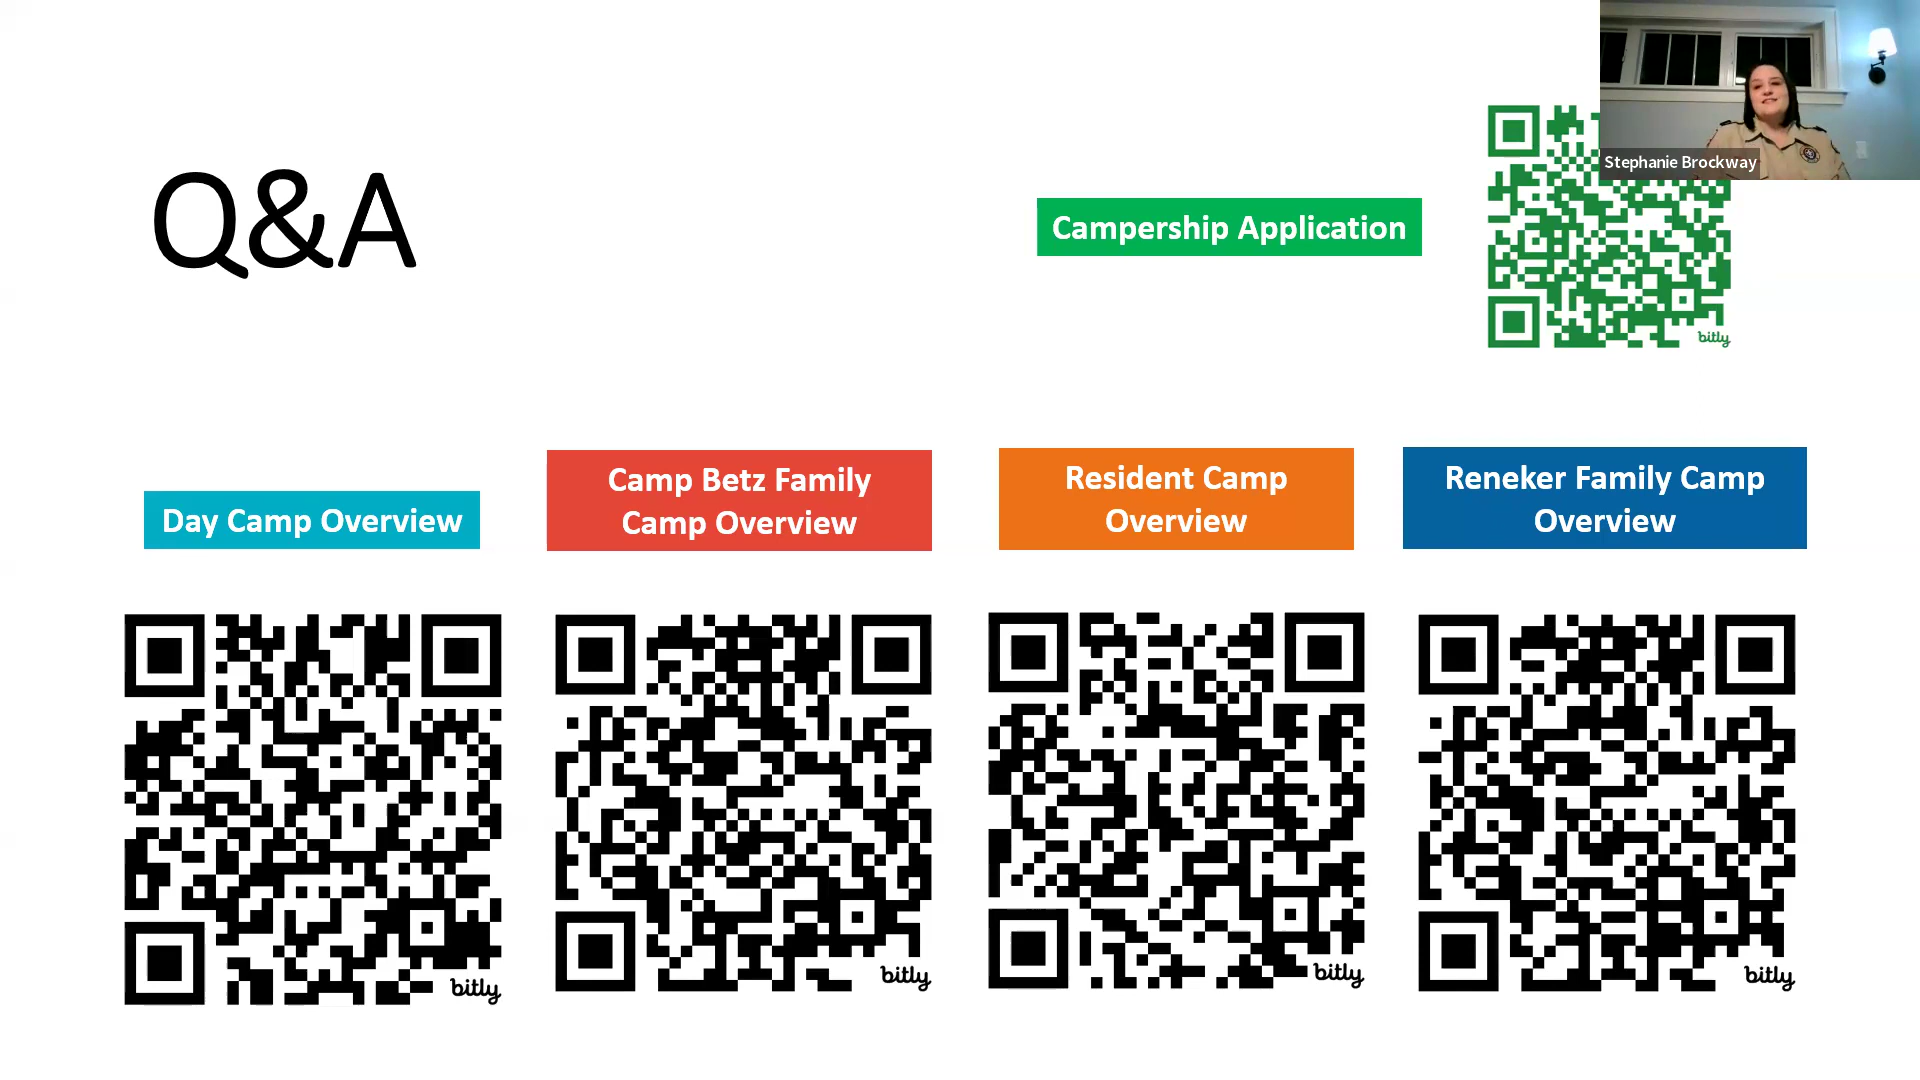 Stephanie Brockway
Q&A
Campership Application
bitly
Day Camp Overview
Camp Betz Family
Camp Overview
Resident Camp
Overview
Reneker Family Camp
Overview
bitly
bitly
bitly
bitly